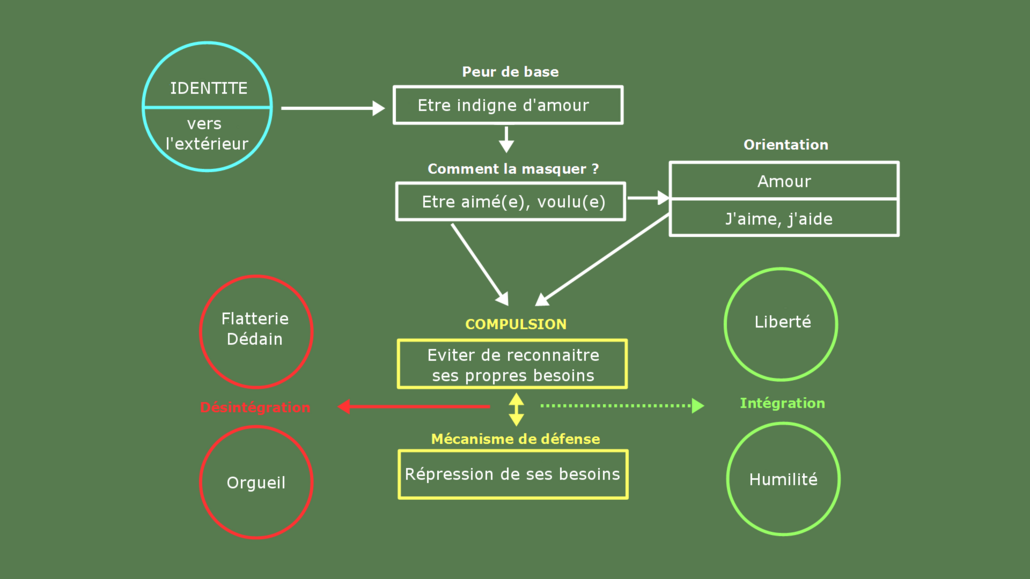 IDENTITE
vers
l'extérieur
Peur de base
Etre indigne d'amour
Comment la masquer ?
Etre aimé(e), voulu(e)
Orientation
Amour
J'aime, j'aide
Flatterie
Dédain
COMPULSION
Eviter de reconnaitre
ses propres besoins
Liberté
Désintégration
Intégration
Mécanisme de défense
Répression de ses besoins
Orgueil
Humilité